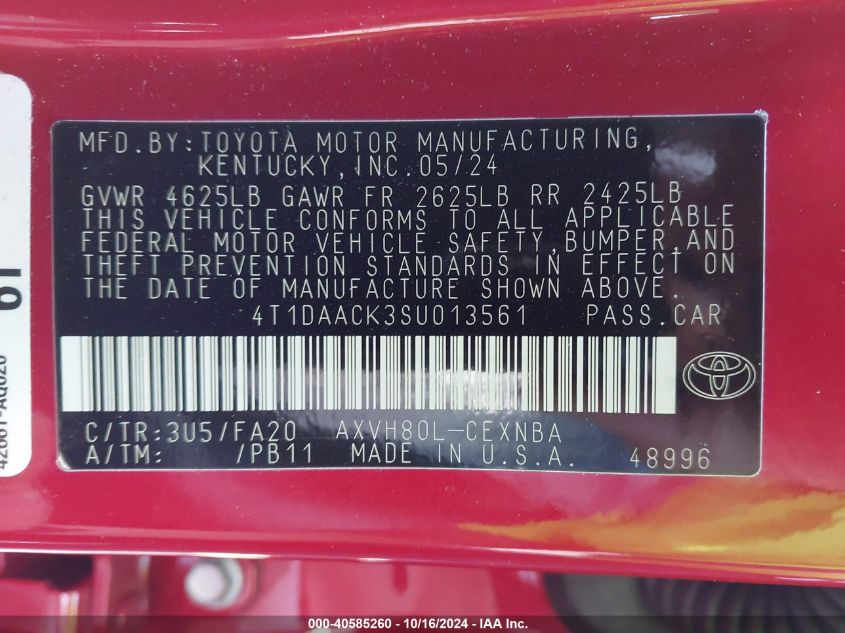 MFD.BY:TOYOTA MOTOR MANUFACTURING,
KENTUCKY,INC.05/24
GVWR 4625LB GAWR FR 2625LB RR 2425LB
THIS VEHICLE CONFORMS TO ALL APPLICABLE
FEDERAL MOTOR VEHICLE SAFETY,BUMPER,AND
THEFT PREVENTION STANDARDS IN EFFECT ON
THE DATE OF MANUFACTURE SHOWN ABOVE.
4T1DAACK3SU013561 PASS.CAR
C/TR:3U5/FA20 AXVH80L-CEXNBA
A/TM: /PB11 MADE IN U.S.A. 48996
000-40585260 - 10/16/2024 - IAA Inc.